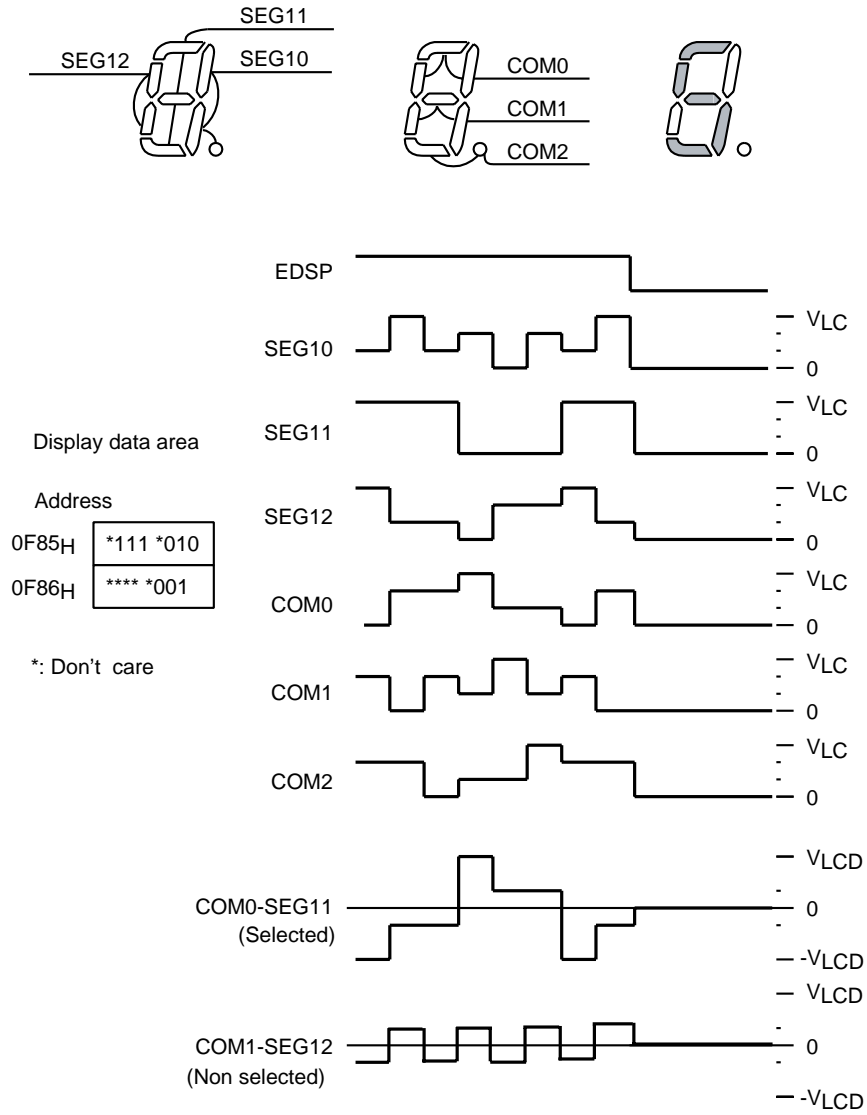 SEG11
SEG12
SEG10
COM0
COM1
COM2
EDSP
SEG10
VLC
0
SEG11
VLC
0
Display data area
SEG12
VLC
0
Address
0F85H *111 *010
0F86H **** *001
COM0
VLC
0
*: Don't care
COM1
VLC
0
COM2
VLC
0
COM0-SEG11
(Selected)
VLCD
0
-VLCD
COM1-SEG12
(Non selected)
VLCD
0
-VLCD